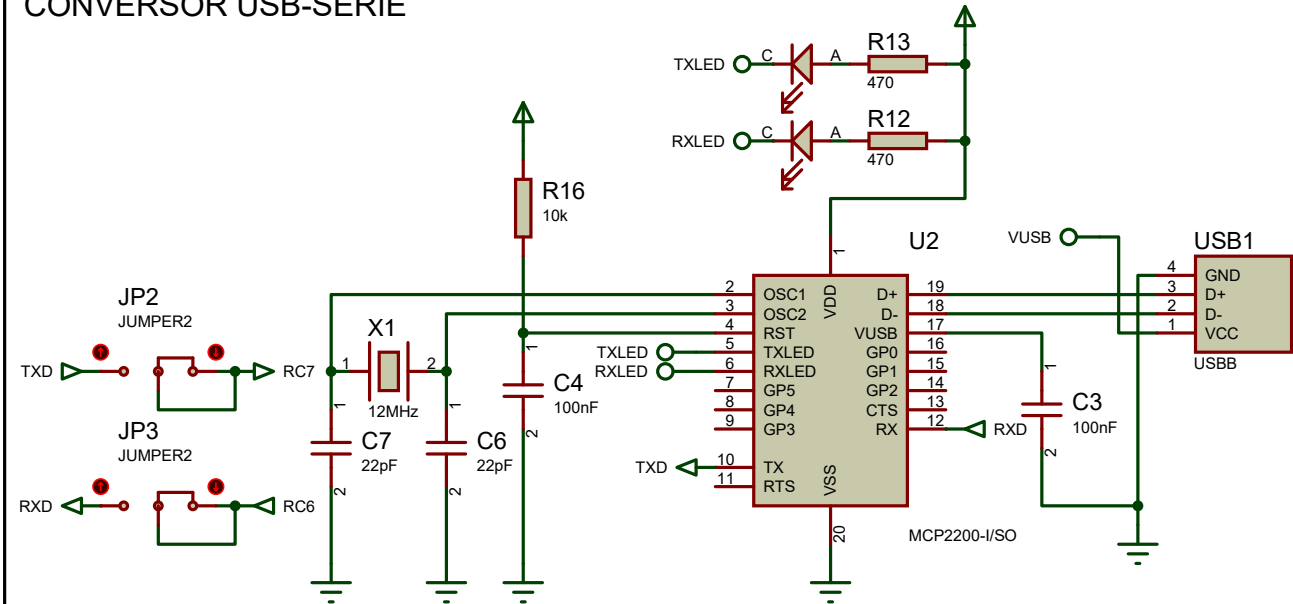 CONVERSOR USB-SERIE
TXLED
C
A
R13
470
RXLED
C
A
R12
470
R16
10k
U2
VUSB
USB1
4 GND
3 D+
2 D-
1 VCC
USBB
1
VDD
2 OSC1
3 OSC2
4 RST
TXLED 5 TXLED
RXLED 6 RXLED
7 GP5
8 GP4
9 GP3
TXD 10 TX
11 RTS
D+ 19
D- 18
VUSB 17
GP0 16
GP1 15
GP2 14
CTS 13
RX 12 RXD
VSS
20
MCP2200-I/SO
JP2
JUMPER2
TXD
RC7
JP3
JUMPER2
RXD
RC6
X1
1
2
12MHz
1
C7
22pF
2
1
C6
22pF
2
1
C4
100nF
2
1
C3
100nF
2